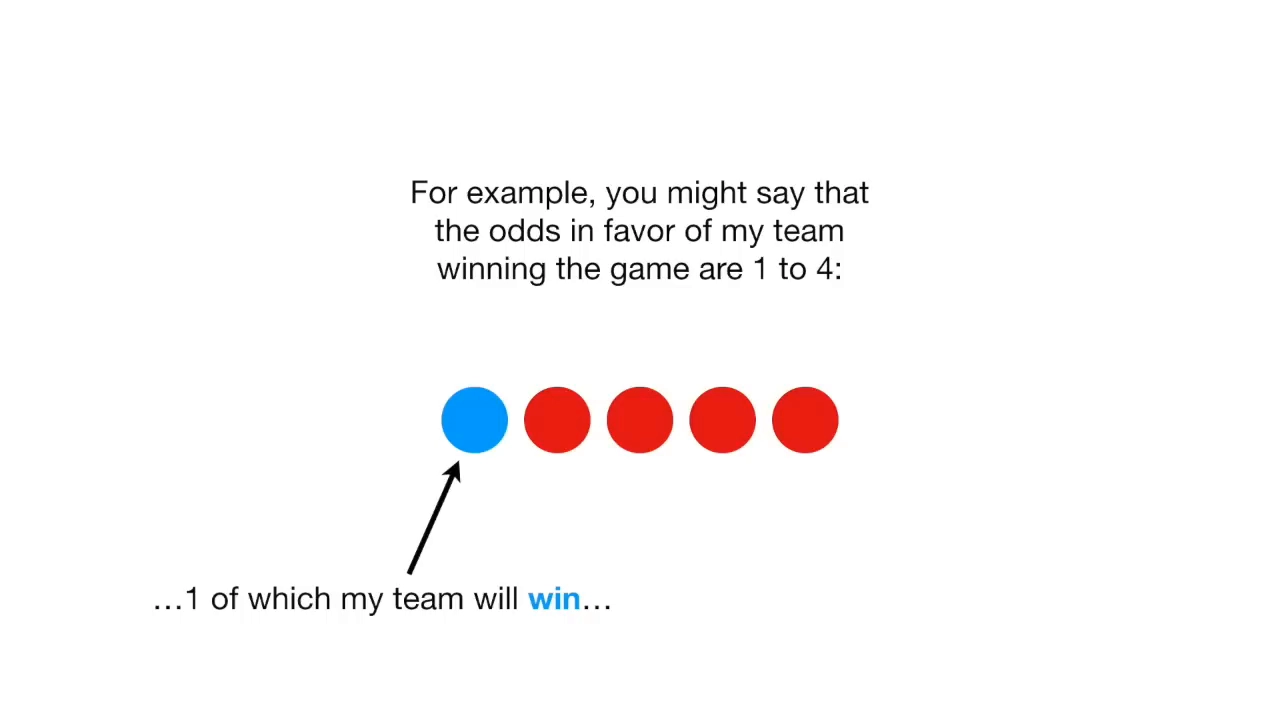 For example, you might say that
the odds in favor of my team
winning the game are 1 to 4:
…1 of which my team will win…